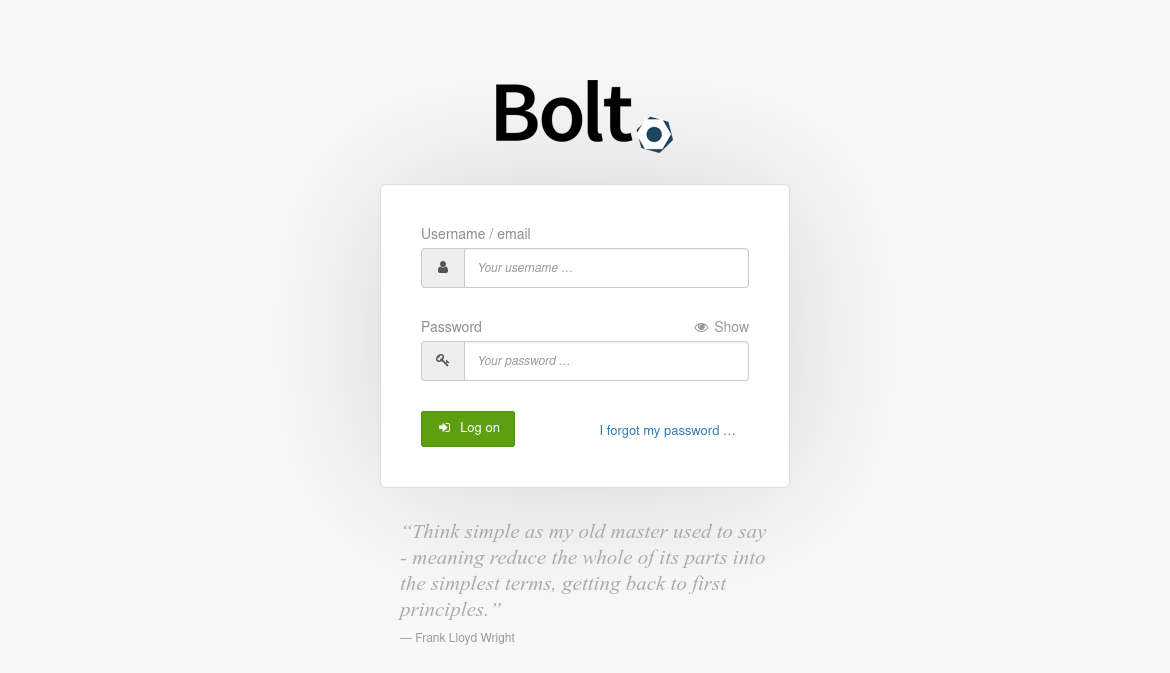 Bolt
Username / email
Your username ...
Password Show
Your password ...
Log on I forgot my password ...
“Think simple as my old master used to say
- meaning reduce the whole of its parts into
the simplest terms, getting back to first
principles.”
— Frank Lloyd Wright